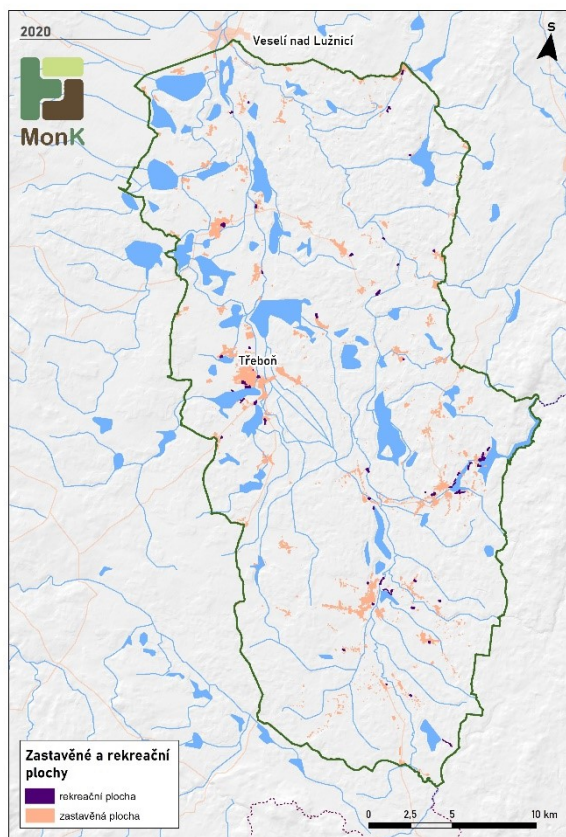 2020
MonK
Veselí nad Lužnicí
S
Třeboň
Zastavěné a rekreační
plochy
rekreační plocha
zastavěná plocha
0 2,5 5 10 km